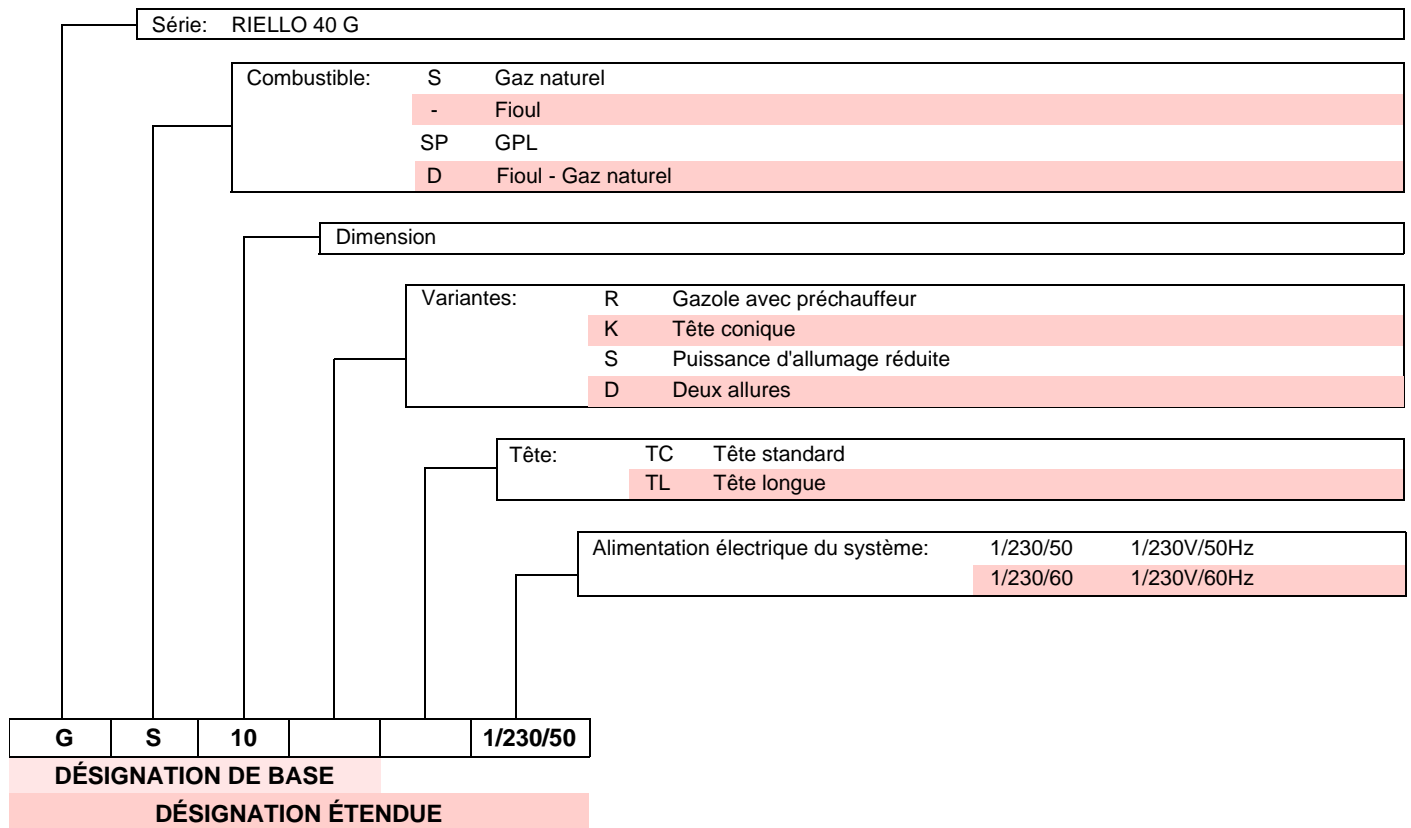 Série: RIELLO 40 G
Combustible: S Gaz naturel
- Fioul
SP GPL
D Fioul - Gaz naturel
Dimension
Variantes: R Gazole avec préchauffeur
K Tête conique
S Puissance d'allumage réduite
D Deux allures
Tête: TC Tête standard
TL Tête longue
Alimentation électrique du système: 1/230/50 1/230V/50Hz
1/230/60 1/230V/60Hz
G S 10 1/230/50
DÉSIGNATION DE BASE
DÉSIGNATION ÉTENDUE